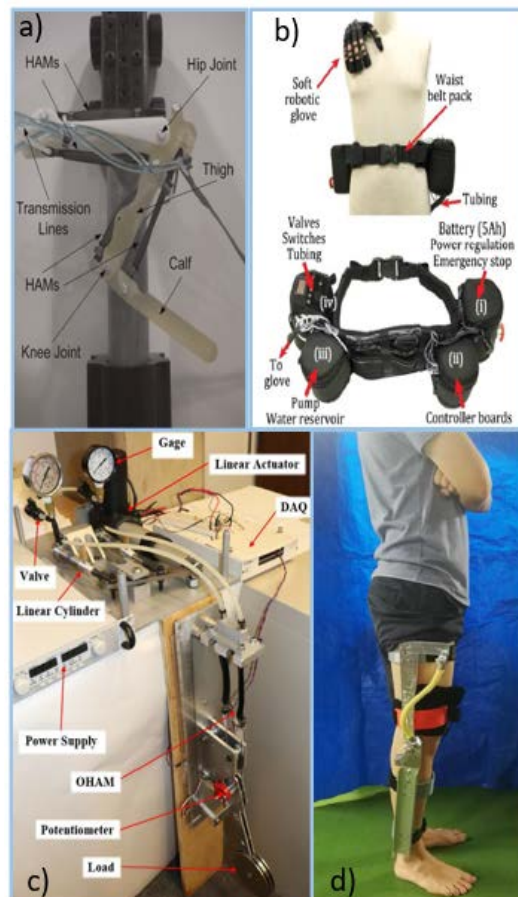 a)
HAMs
Hip Joint
Thigh
Transmission
Lines
HAMs
Calf
Knee Joint
b)
Soft
robotic
glove
Waist
belt pack
Tubing
Valves
Switches
Tubing
Battery (5Ah)
Power regulation
Emergency stop
(iv)
(i)
To
glove
(iii)
(ii)
Pump
Water reservoir
Controller boards
Gage
Linear Actuator
DAQ
Valve
Linear Cylinder
Power Supply
OHAM
Potentiometer
Load
c)
d)